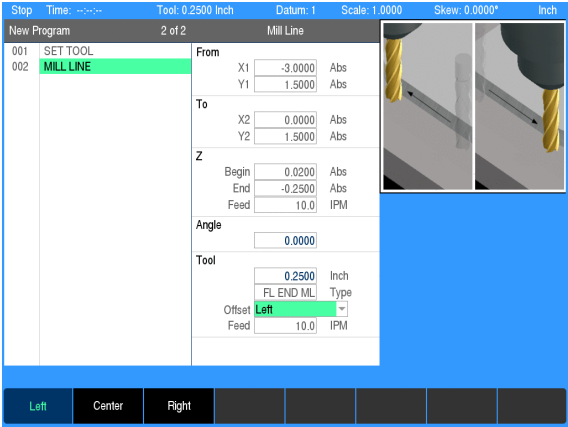 Stop Time: --:--:-- Tool: 0.2500 Inch Datum: 1 Scale: 1.0000 Skew: 0.0000° Inch
New Program 2 of 2 Mill Line
001 SET TOOL
002 MILL LINE
From
X1 -3.0000 Abs
Y1 1.5000 Abs
To
X2 0.0000 Abs
Y2 1.5000 Abs
Z
Begin 0.0200 Abs
End -0.2500 Abs
Feed 10.0 IPM
Angle
0.0000
Tool
0.2500 Inch
FL END ML Type
Offset Left
Feed 10.0 IPM
Left Center Right